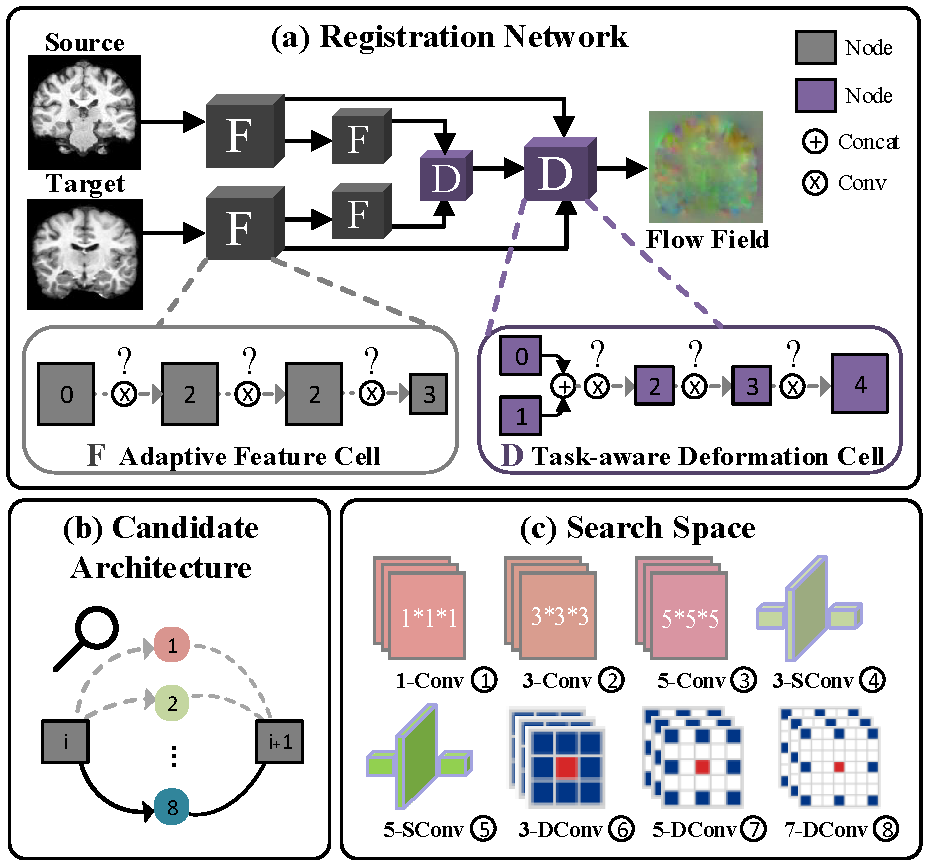 (a) Registration Network
Source
Target
F
F
F
F
D
D
Flow Field
Node
Node
+ Concat
x Conv
0 ? x 2 ? x 2 ? x 3
F Adaptive Feature Cell
0
1
+ ? x 2 ? x 3 ? x 4
D Task-aware Deformation Cell
(b) Candidate
Architecture
1
2
⋮
i
i+1
8
(c) Search Space
1*1*1
3*3*3
5*5*5
1-Conv ①
3-Conv ②
5-Conv ③
3-SConv ④
5-SConv ⑤
3-DConv ⑥
5-DConv ⑦
7-DConv ⑧